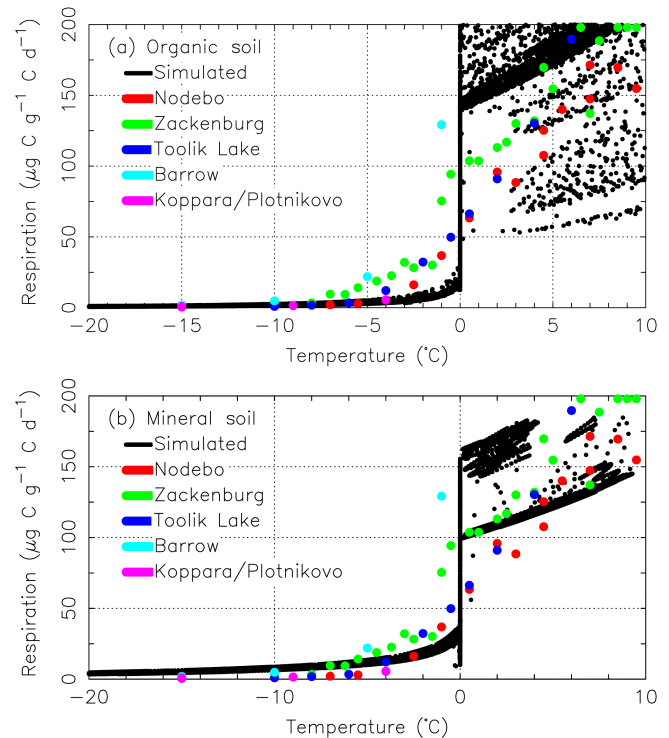 200
150
100
50
0
Respiration (μg C g⁻¹ C d⁻¹)
(a) Organic soil
Simulated
Nodebo
Zackenburg
Toolik Lake
Barrow
Koppara/Plotnikovo
−20 −15 −10 −5 0 5 10
Temperature (°C)
200
150
100
50
0
Respiration (μg C g⁻¹ C d⁻¹)
(b) Mineral soil
Simulated
Nodebo
Zackenburg
Toolik Lake
Barrow
Koppara/Plotnikovo
−20 −10 0 10
Temperature (°C)